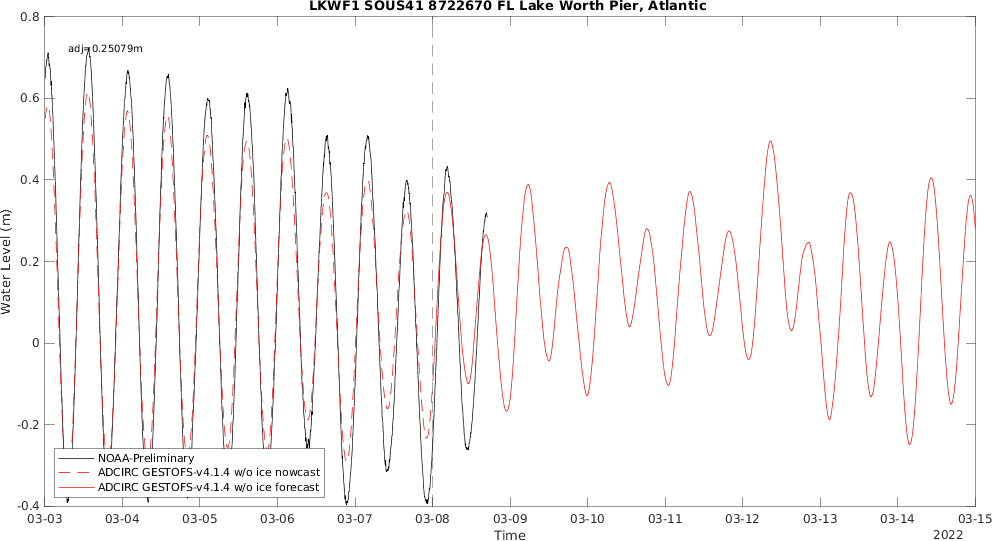 LKWF1 SOUS41 8722670 FL Lake Worth Pier, Atlantic
adj=0.25079m
Water Level (m)
0.8
0.6
0.4
0.2
0
-0.2
-0.4
NOAA-Preliminary
ADCIRC GESTOFS-v4.1.4 w/o ice nowcast
ADCIRC GESTOFS-v4.1.4 w/o ice forecast
03-03 03-04 03-05 03-06 03-07 03-08 03-09 03-10 03-11 03-12 03-13 03-14 03-15
Time
2022